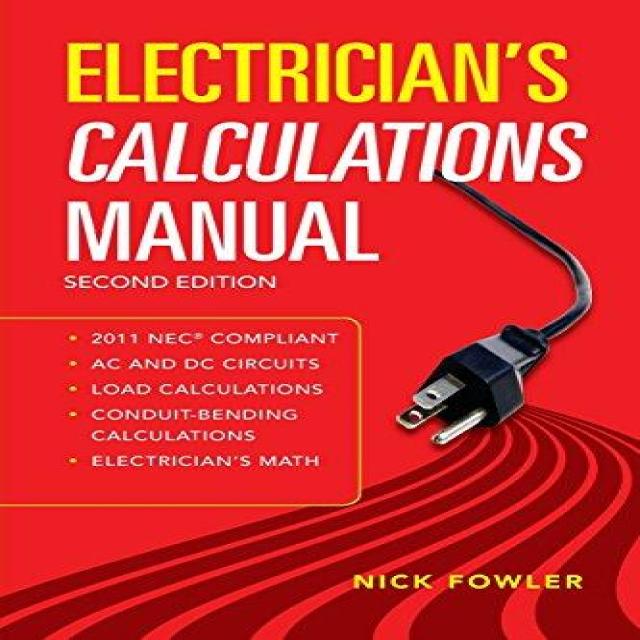 ELECTRICIAN'S
CALCULATIONS
MANUAL
SECOND EDITION
• 2011 NEC® COMPLIANT
• AC AND DC CIRCUITS
• LOAD CALCULATIONS
• CONDUIT-BENDING
CALCULATIONS
• ELECTRICIAN'S MATH
NICK FOWLER